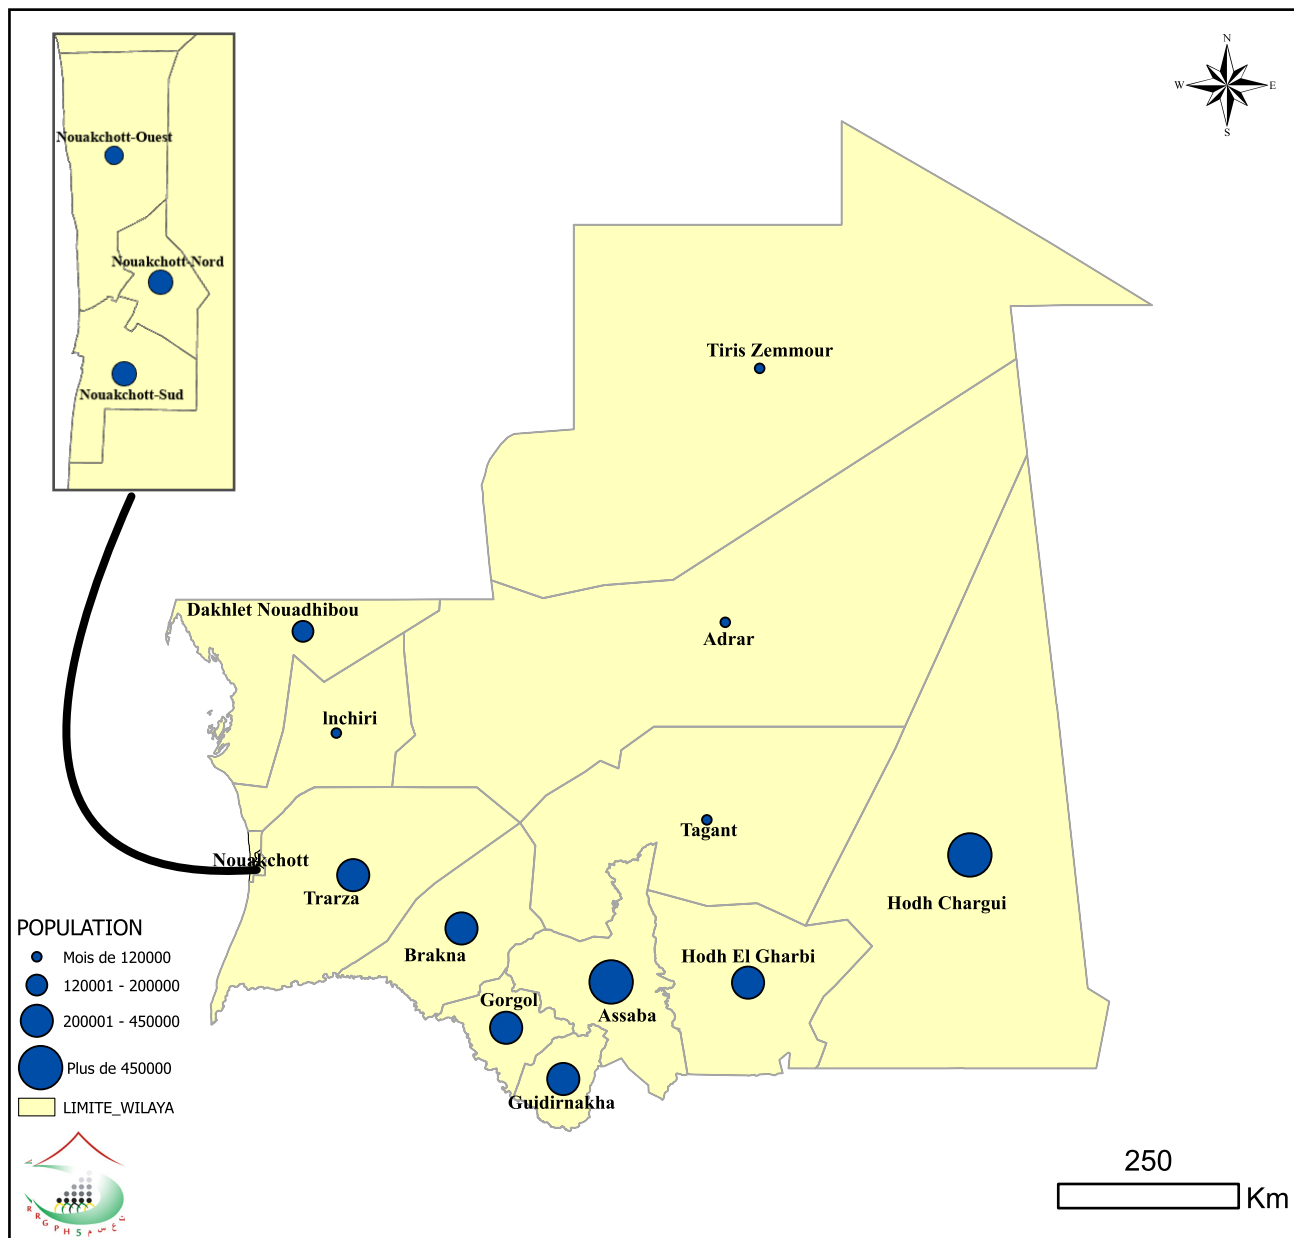 N
W
E
S
Nouakchott-Ouest
Nouakchott-Nord
Nouakchott-Sud
Tiris Zemmour
Dakhlet Nouadhibou
Adrar
Inchiri
Tagant
Nouakchott
Trarza
Hodh Chargui
Brakna
Hodh El Gharbi
Gorgol
Assaba
Guidirnakha
POPULATION
Mois de 120000
120001 - 200000
200001 - 450000
Plus de 450000
LIMITE_WILAYA
R R G P H 5 م س ع ت
250
Km